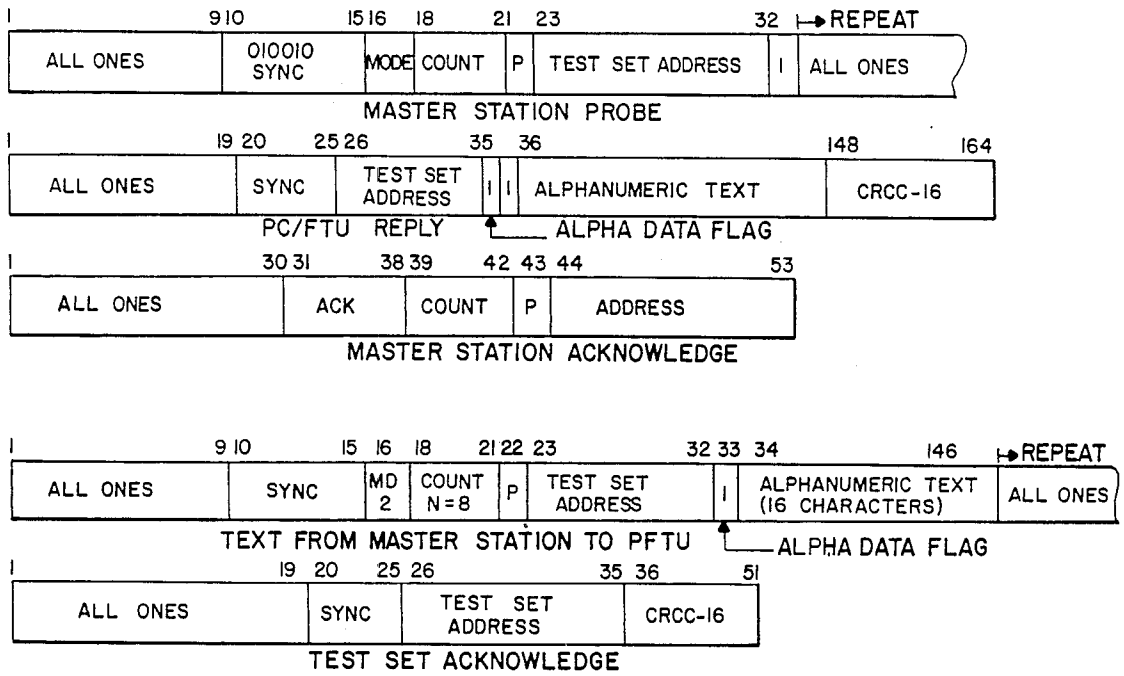 1 9 10 15 16 18 21 23 32 REPEAT
ALL ONES 010010 SYNC MODE COUNT P TEST SET ADDRESS 1 ALL ONES
MASTER STATION PROBE
1 19 20 25 26 35 36 148 164
ALL ONES SYNC TEST SET ADDRESS 1 1 ALPHANUMERIC TEXT CRCC-16
PC/FTU REPLY ALPHA DATA FLAG
1 30 31 38 39 42 43 44 53
ALL ONES ACK COUNT P ADDRESS
MASTER STATION ACKNOWLEDGE
1 9 10 15 16 18 21 22 23 32 33 34 146 REPEAT
ALL ONES SYNC MD 2 COUNT N=8 P TEST SET ADDRESS 1 ALPHANUMERIC TEXT (16 CHARACTERS) ALL ONES
TEXT FROM MASTER STATION TO PFTU ALPHA DATA FLAG
1 19 20 25 26 35 36 51
ALL ONES SYNC TEST SET ADDRESS CRCC-16
TEST SET ACKNOWLEDGE